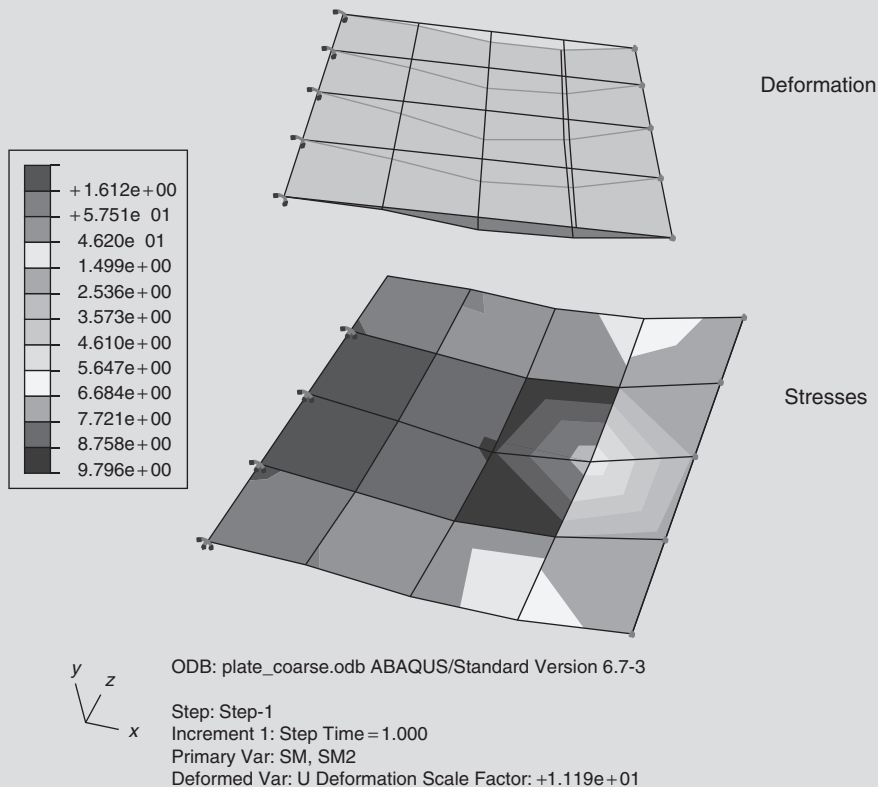 Deformation
+1.612e+00
+5.751e 01
4.620e 01
1.499e+00
2.536e+00
3.573e+00
4.610e+00
5.647e+00
6.684e+00
7.721e+00
8.758e+00
9.796e+00
Stresses
y
z
x
ODB: plate_coarse.odb ABAQUS/Standard Version 6.7-3
Step: Step-1
Increment 1: Step Time=1.000
Primary Var: SM, SM2
Deformed Var: U Deformation Scale Factor: +1.119e+01